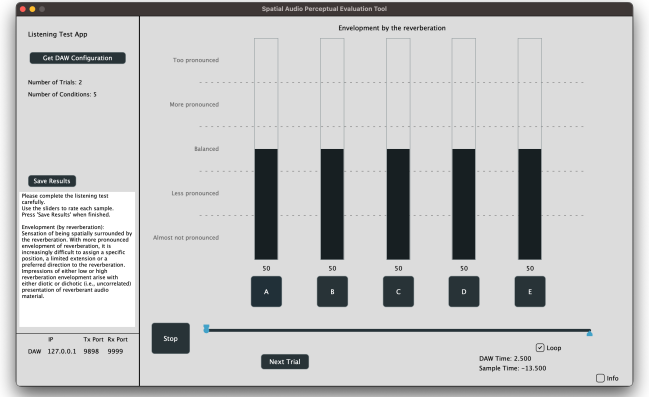 Spatial Audio Perceptual Evaluation Tool
Listening Test App
Get DAW Configuration
Number of Trials: 2
Number of Conditions: 5
Save Results
Please complete the listening test
carefully.
Use the sliders to rate each sample.
Press 'Save Results' when finished.
Envelopment (by reverberation):
Sensation of being spatially surrounded by
the reverberation. With more pronounced
envelopment of reverberation, it is
increasingly difficult to assign a specific
position, a limited extension or a
preferred direction to the reverberation.
Impressions of either low or high
reverberation envelopment arise with
either diotic or dichotic (i.e., uncorrelated)
presentation of reverberant audio
material.
IP Tx Port Rx Port
DAW 127.0.0.1 9898 9999
Envelopment by the reverberation
Too pronounced
More pronounced
Balanced
Less pronounced
Almost not pronounced
50 50 50 50 50
A B C D E
Stop
Loop
Next Trial
DAW Time: 2.500
Sample Time: -13.500
Info